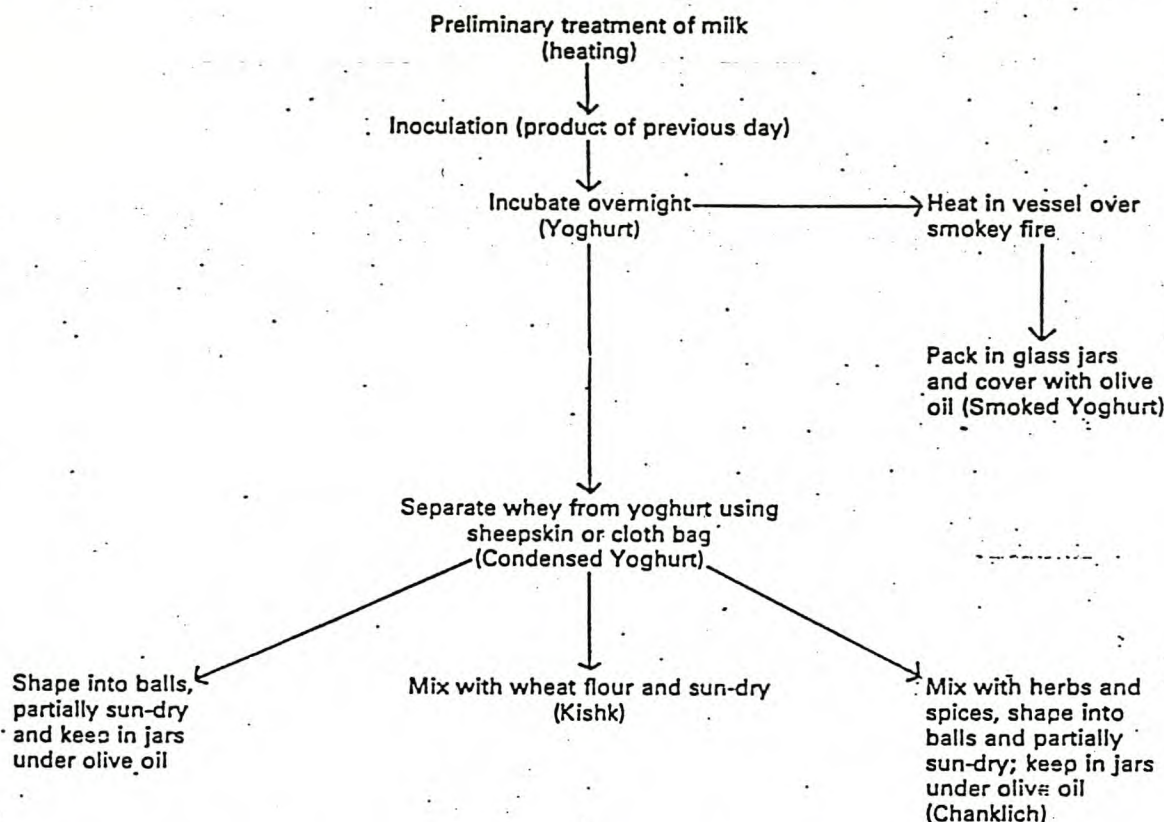 Preliminary treatment of milk
(heating)
Inoculation (product of previous day)
Incubate overnight
(Yoghurt)
Heat in vessel over
smokey fire
Pack in glass jars
and cover with olive
oil (Smoked Yoghurt)
Separate whey from yoghurt using
sheepskin or cloth bag
(Condensed Yoghurt)
Shape into balls,
partially sun-dry
and keep in jars
under olive oil
Mix with wheat flour and sun-dry
(Kishk)
Mix with herbs and
spices, shape into
balls and partially
sun-dry; keep in jars
under olive oil
(Chanklich)